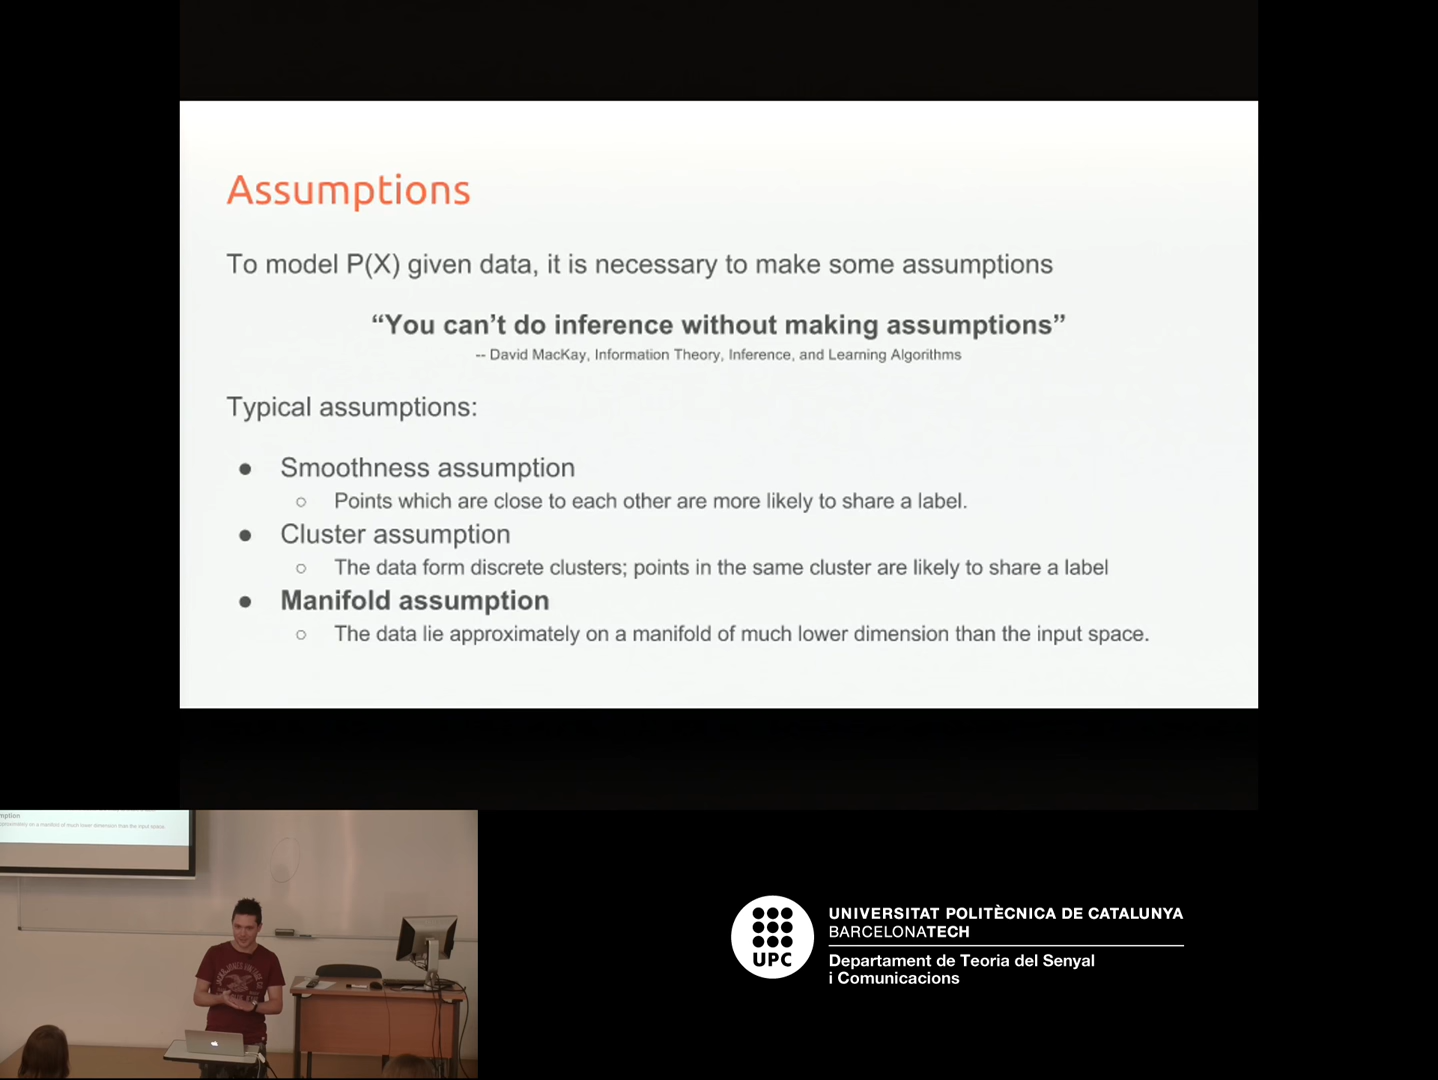 Assumptions
To model P(X) given data, it is necessary to make some assumptions
“You can’t do inference without making assumptions”
-- David MacKay, Information Theory, Inference, and Learning Algorithms
Typical assumptions:
● Smoothness assumption
○ Points which are close to each other are more likely to share a label.
● Cluster assumption
○ The data form discrete clusters; points in the same cluster are likely to share a label
● Manifold assumption
○ The data lie approximately on a manifold of much lower dimension than the input space.
UPC
UNIVERSITAT POLITÈCNICA DE CATALUNYA
BARCELONATECH
Departament de Teoria del Senyal
i Comunicacions